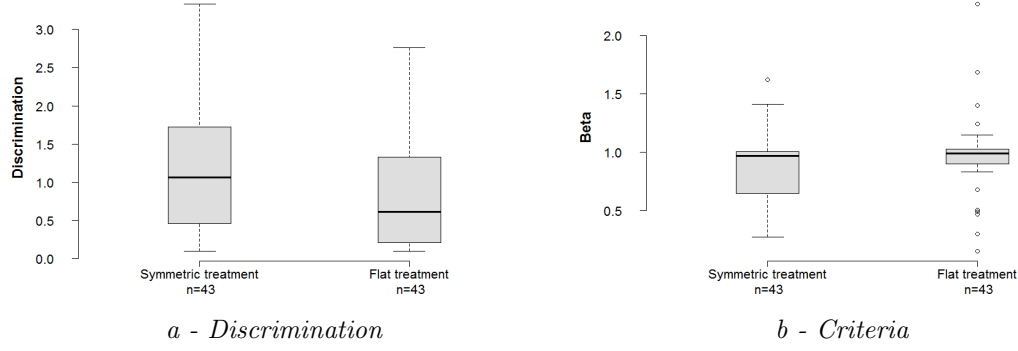 Discrimination
3.0
2.5
2.0
1.5
1.0
0.5
0.0
Symmetric treatment
n=43
Flat treatment
n=43
a - Discrimination
Beta
2.0
1.5
1.0
0.5
Symmetric treatment
n=43
Flat treatment
n=43
b - Criteria